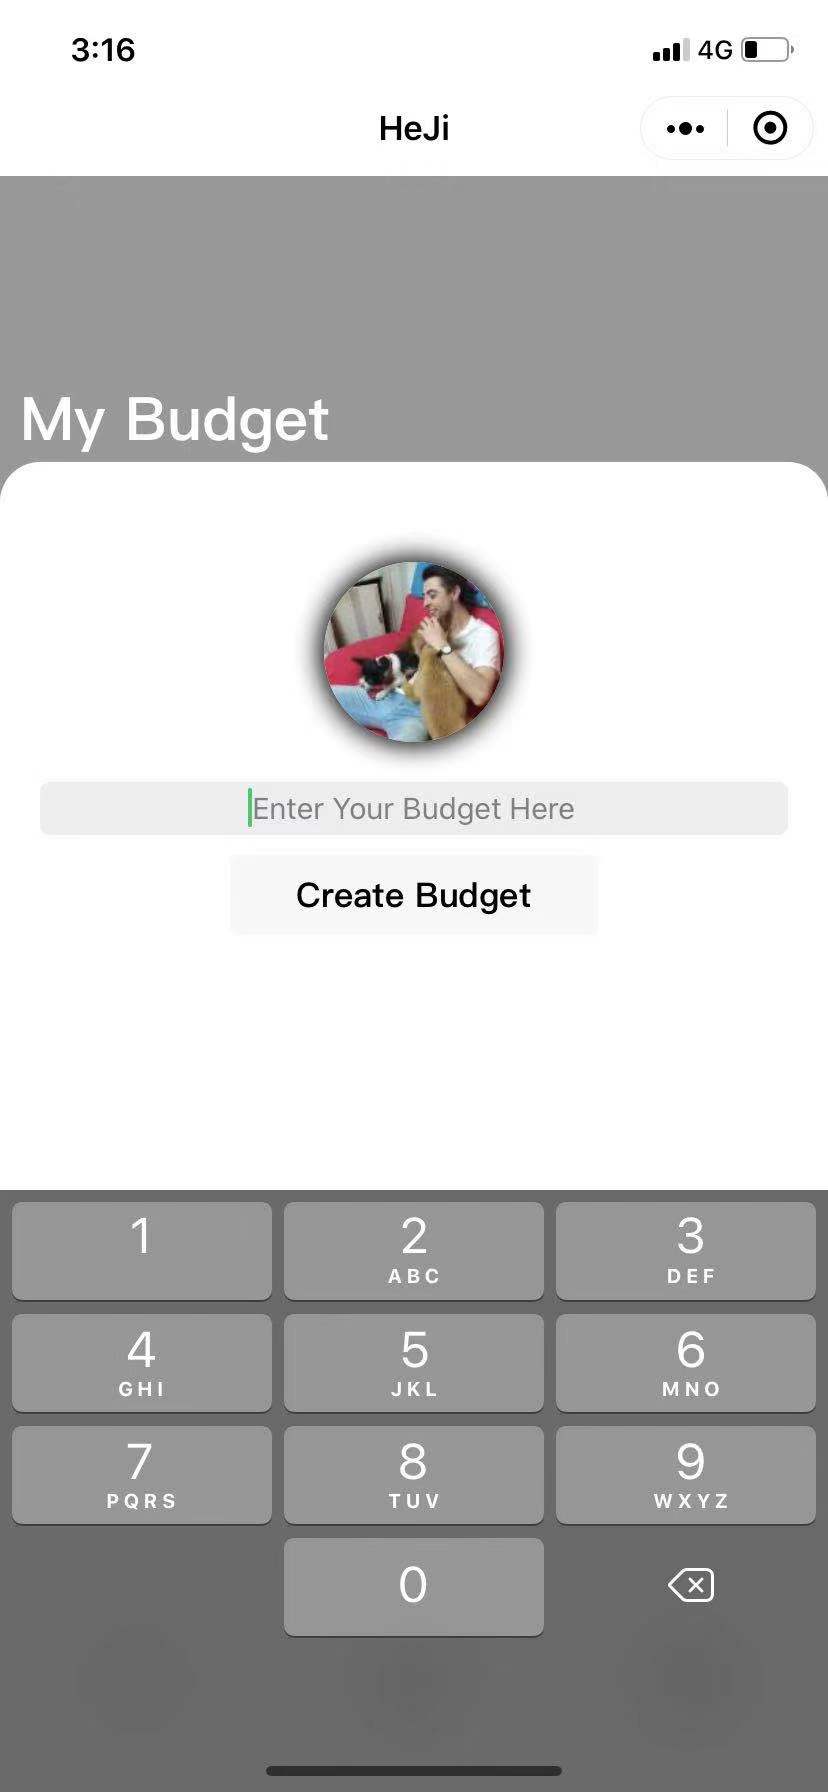 3:16
4G
HeJi
My Budget
Enter Your Budget Here
Create Budget
1
2
3
ABC
DEF
4
5
6
GHI
JKL
MNO
7
8
9
PQRS
TUV
WXYZ
0